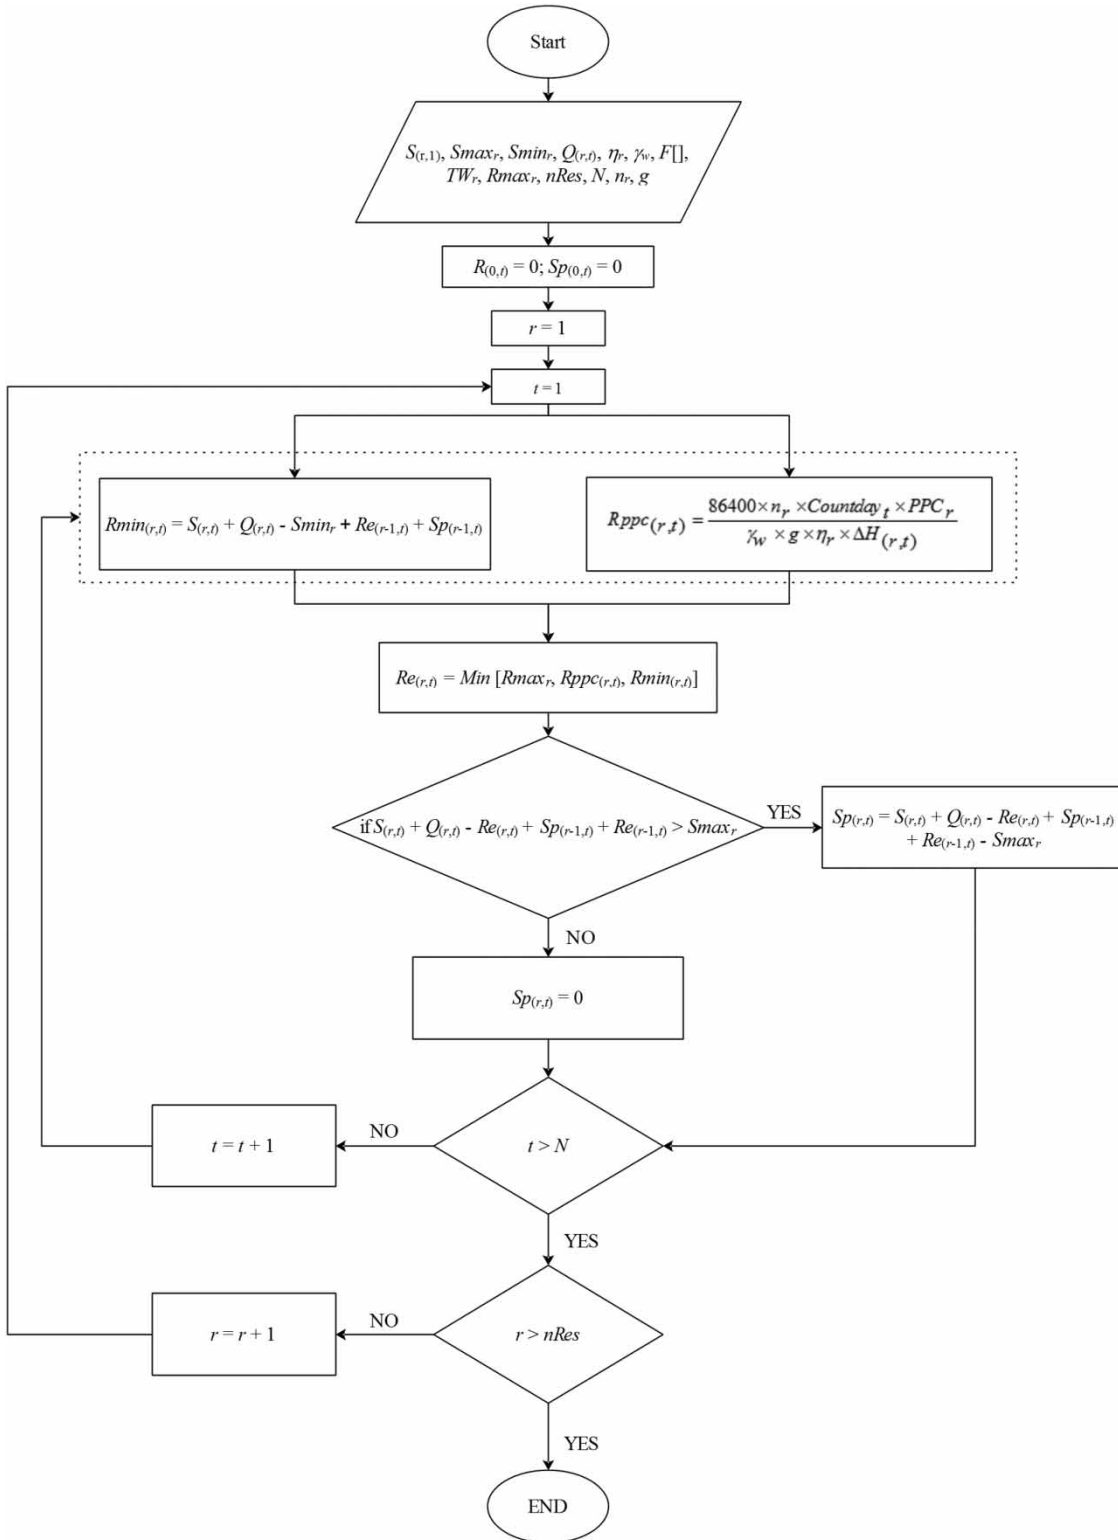 Start
S(r,1), Smaxr, Sminr, Q(r,t), ηr, γw, F[],
TWr, Rmaxr, nRes, N, nr, g
R(0,t) = 0; Sp(0,t) = 0
r = 1
t = 1
Rmin(r,t) = S(r,t) + Q(r,t) - Sminr + Re(r-1,t) + Sp(r-1,t)
Rppc(r,t) = 86400 × nr × Countdayt × PPCr
γw × g × ηr × ΔH(r,t)
Re(r,t) = Min [Rmaxr, Rppc(r,t), Rmin(r,t)]
if S(r,t) + Q(r,t) - Re(r,t) + Sp(r-1,t) + Re(r-1,t) > Smaxr
YES
Sp(r,t) = S(r,t) + Q(r,t) - Re(r,t) + Sp(r-1,t)
+ Re(r-1,t) - Smaxr
NO
Sp(r,t) = 0
t = t + 1
NO
t > N
YES
r = r + 1
NO
r > nRes
YES
END